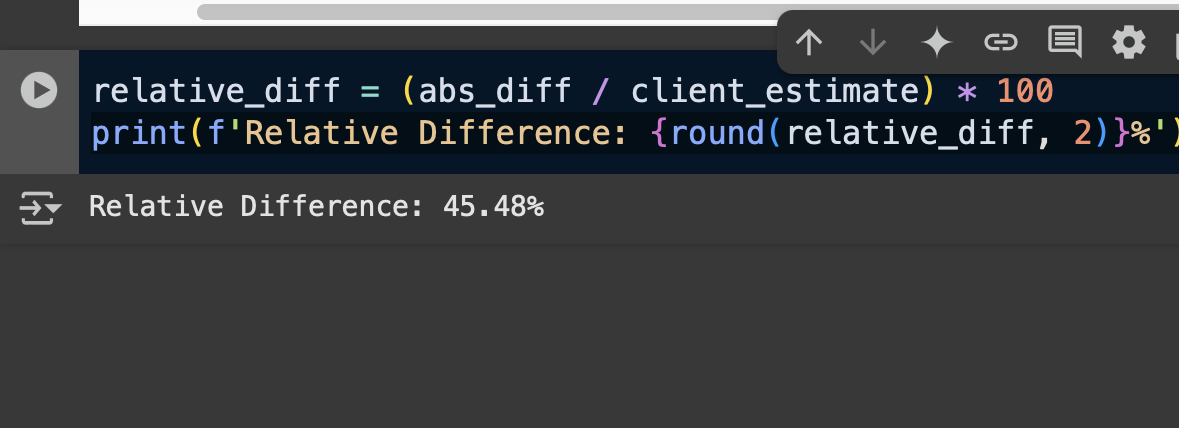 relative_diff = (abs_diff / client_estimate) * 100
print(f'Relative Difference: {round(relative_diff, 2)}%')
Relative Difference: 45.48%